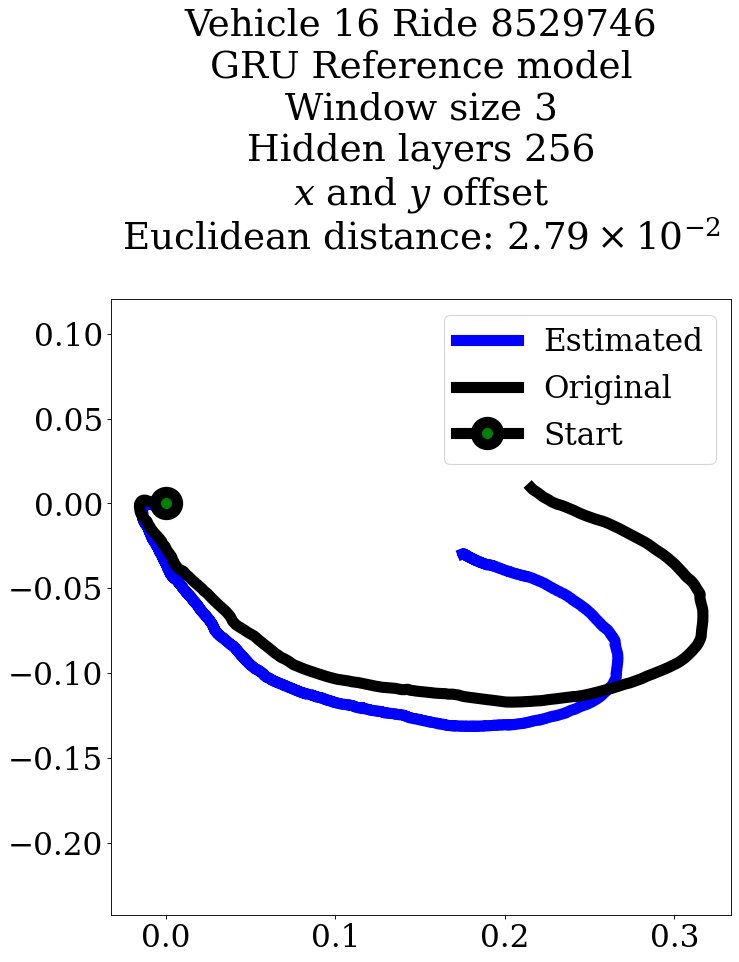 Vehicle 16 Ride 8529746
GRU Reference model
Window size 3
Hidden layers 256
x and y offset
Euclidean distance: 2.79 × 10⁻²
Estimated
Original
Start
0.10
0.05
0.00
−0.05
−0.10
−0.15
−0.20
0.0 0.1 0.2 0.3